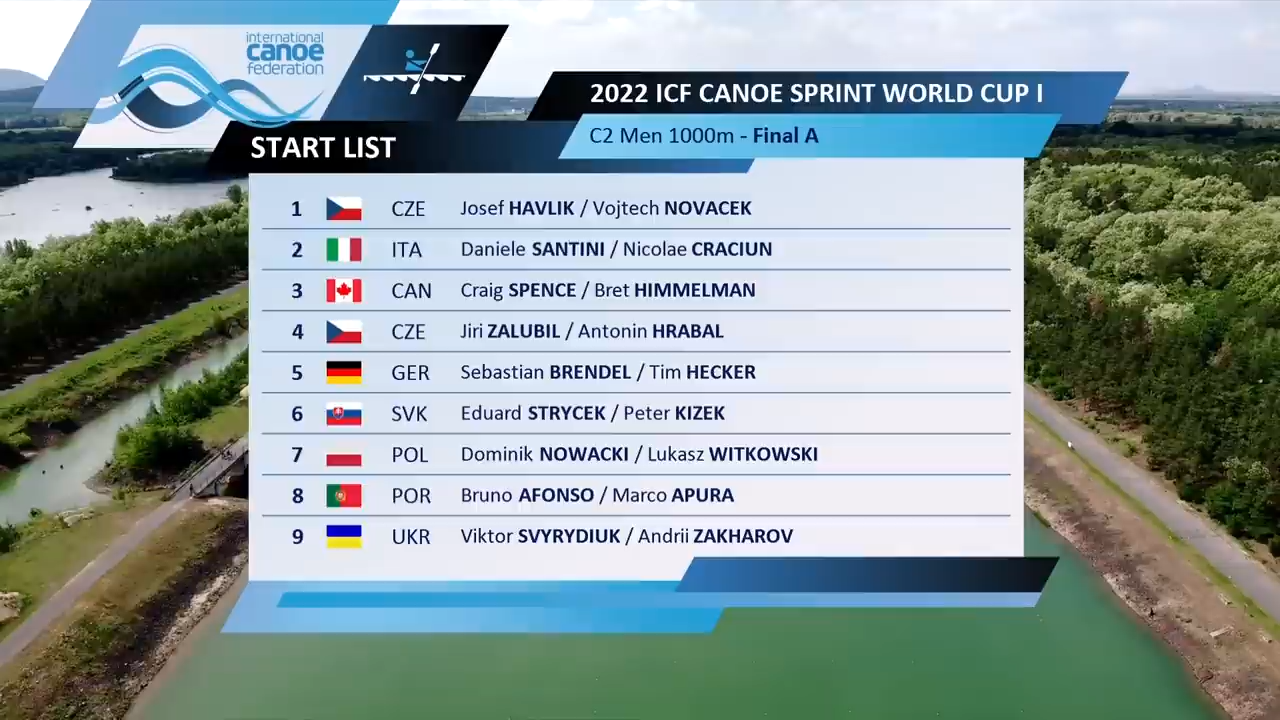 international
canoe
federation
2022 ICF CANOE SPRINT WORLD CUP I
C2 Men 1000m - Final A
START LIST
1 CZE Josef HAVLIK / Vojtech NOVACEK
2 ITA Daniele SANTINI / Nicolae CRACIUN
3 CAN Craig SPENCE / Bret HIMMELMAN
4 CZE Jiri ZALUBIL / Antonin HRABAL
5 GER Sebastian BRENDEL / Tim HECKER
6 SVK Eduard STRYCEK / Peter KIZEK
7 POL Dominik NOWACKI / Lukasz WITKOWSKI
8 POR Bruno AFONSO / Marco APURA
9 UKR Viktor SVYRYDIUK / Andrii ZAKHAROV